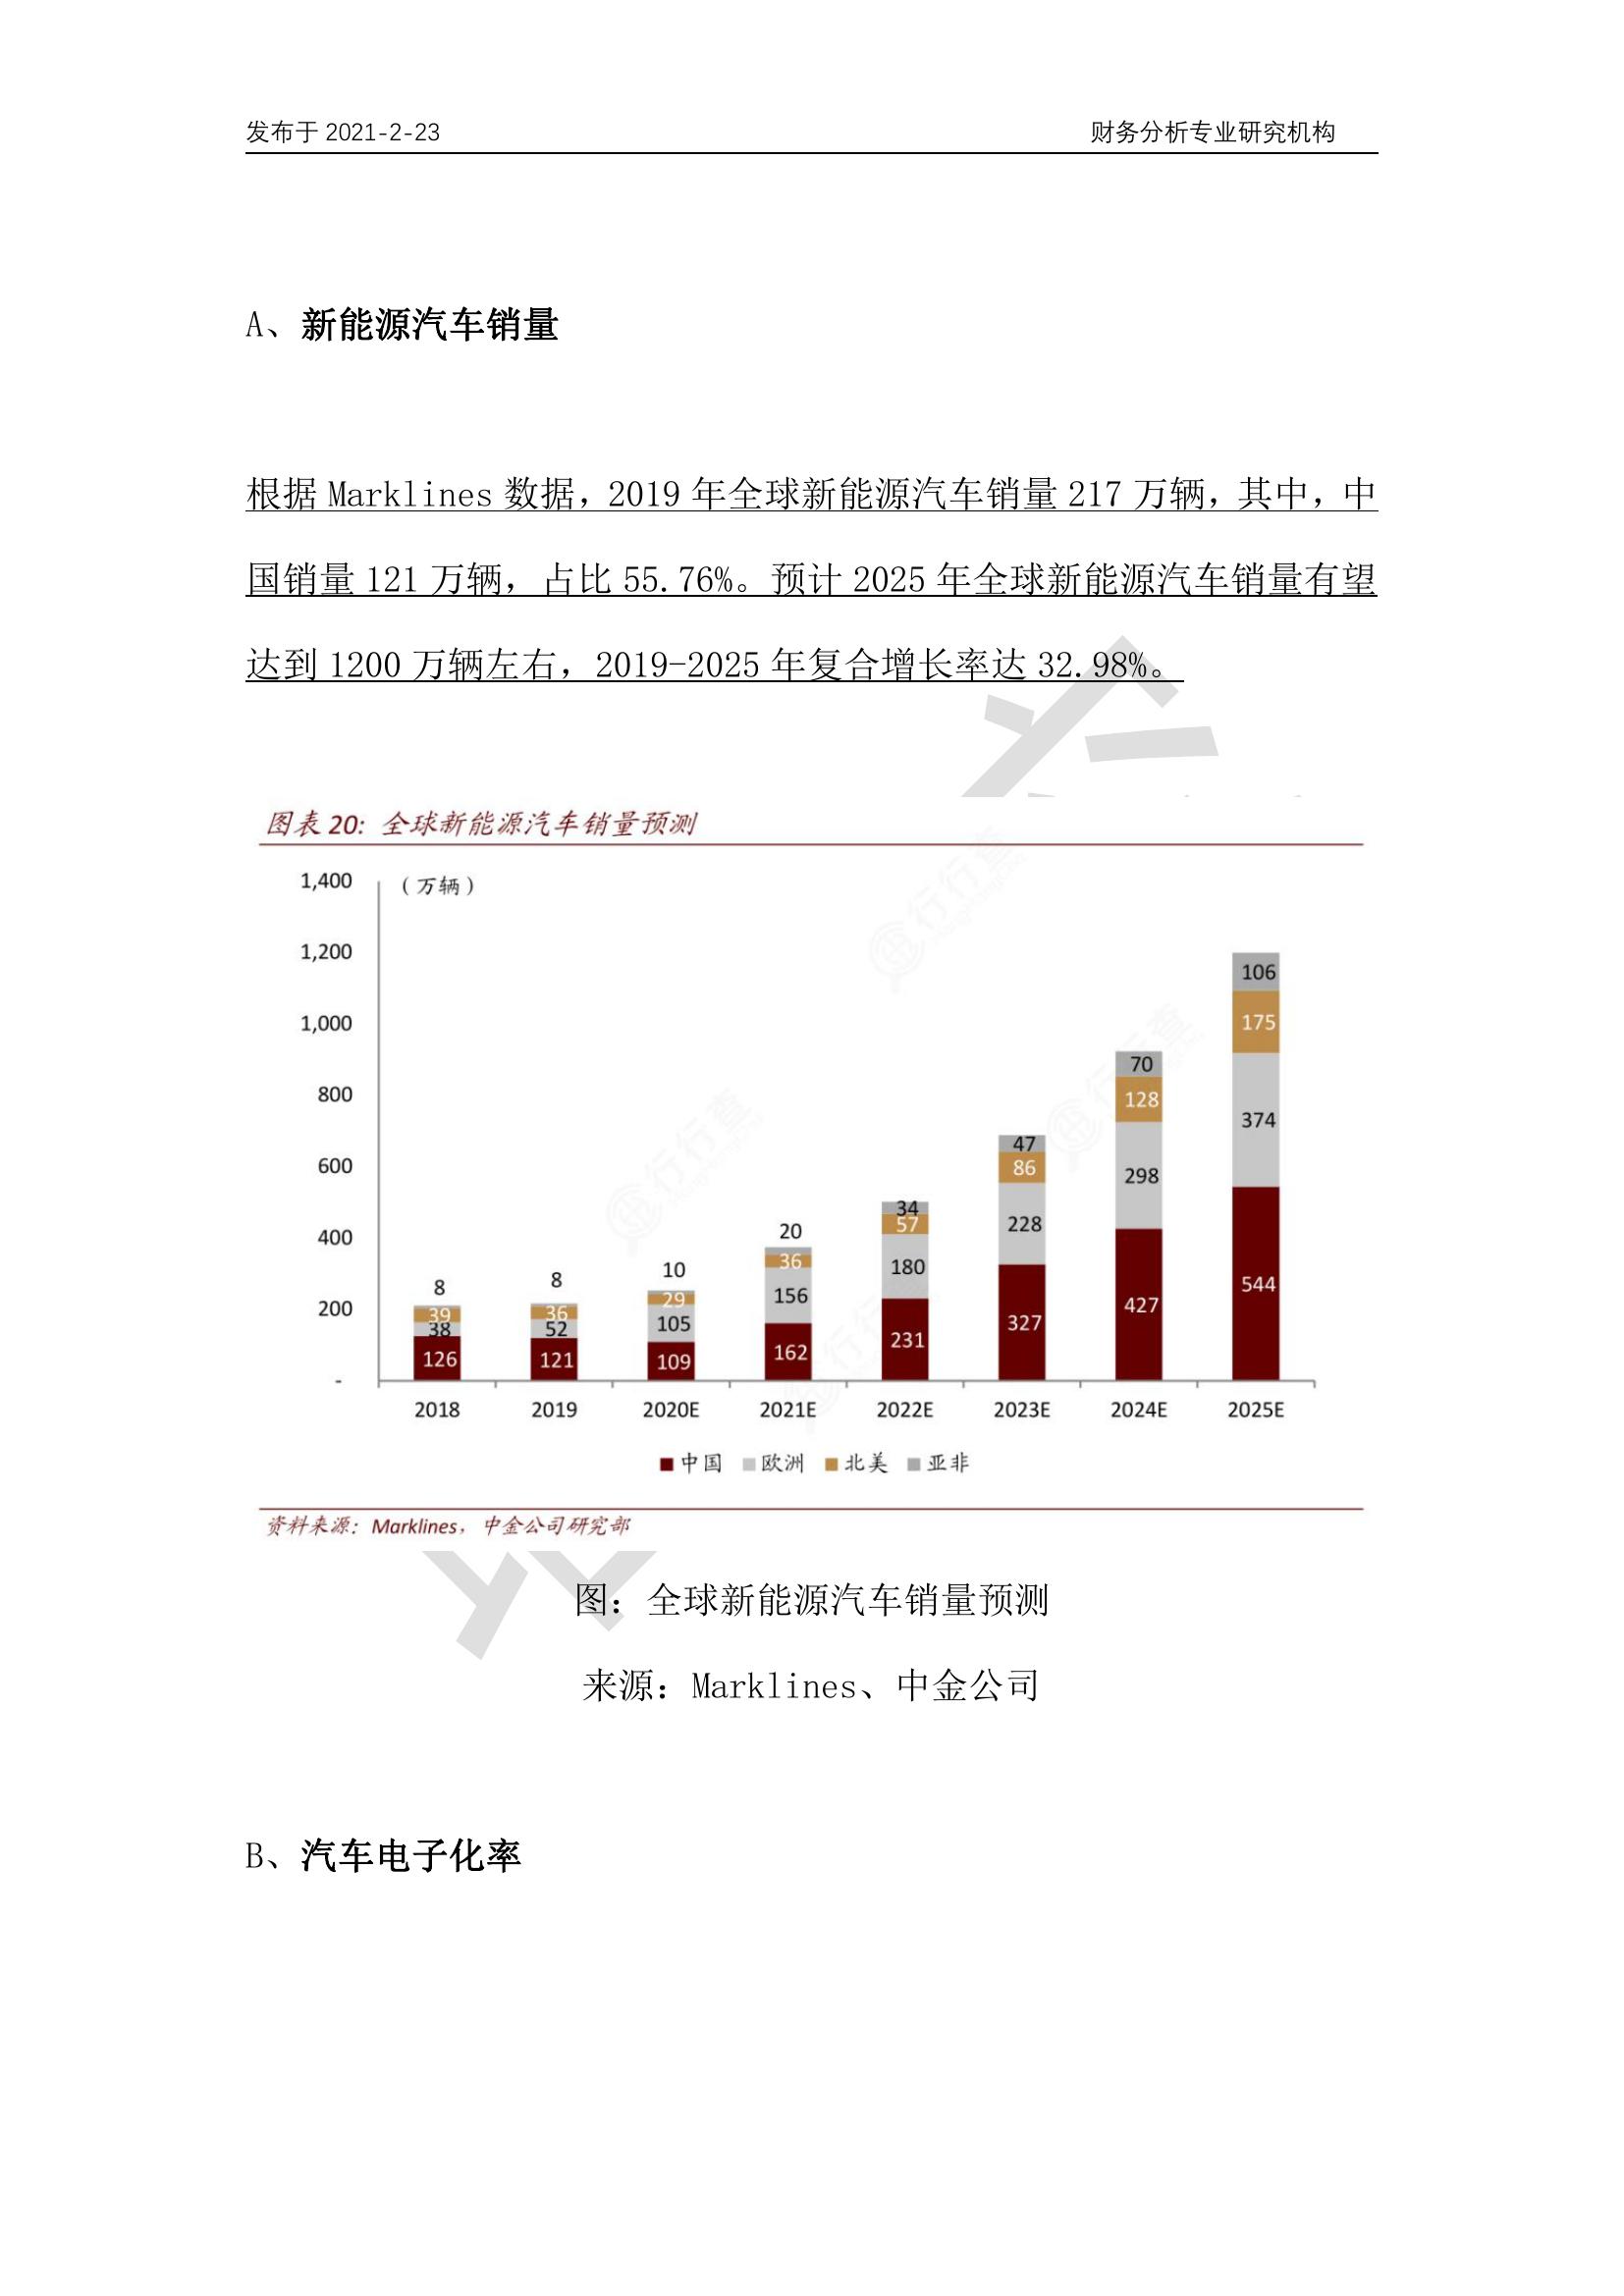 发布于 2021-2-23 财务分析专业研究机构
A、新能源汽车销量
根据 Marklines 数据，2019 年全球新能源汽车销量 217 万辆，其中，中
国销量 121 万辆，占比 55.76%。预计 2025 年全球新能源汽车销量有望
达到 1200 万辆左右，2019-2025 年复合增长率达 32.98%。
图表 20: 全球新能源汽车销量预测
1,400 （万辆）
1,200
1,000
800
600
400
200
-
8 8 10 20 34 47 70 106
39 36 29 36 57 86 128 175
38 52 105 156 180 228 298 374
126 121 109 162 231 327 427 544
2018 2019 2020E 2021E 2022E 2023E 2024E 2025E
中国 欧洲 北美 亚非
资料来源：Marklines，中金公司研究部
图：全球新能源汽车销量预测
来源：Marklines、中金公司
B、汽车电子化率
行行查
行行查